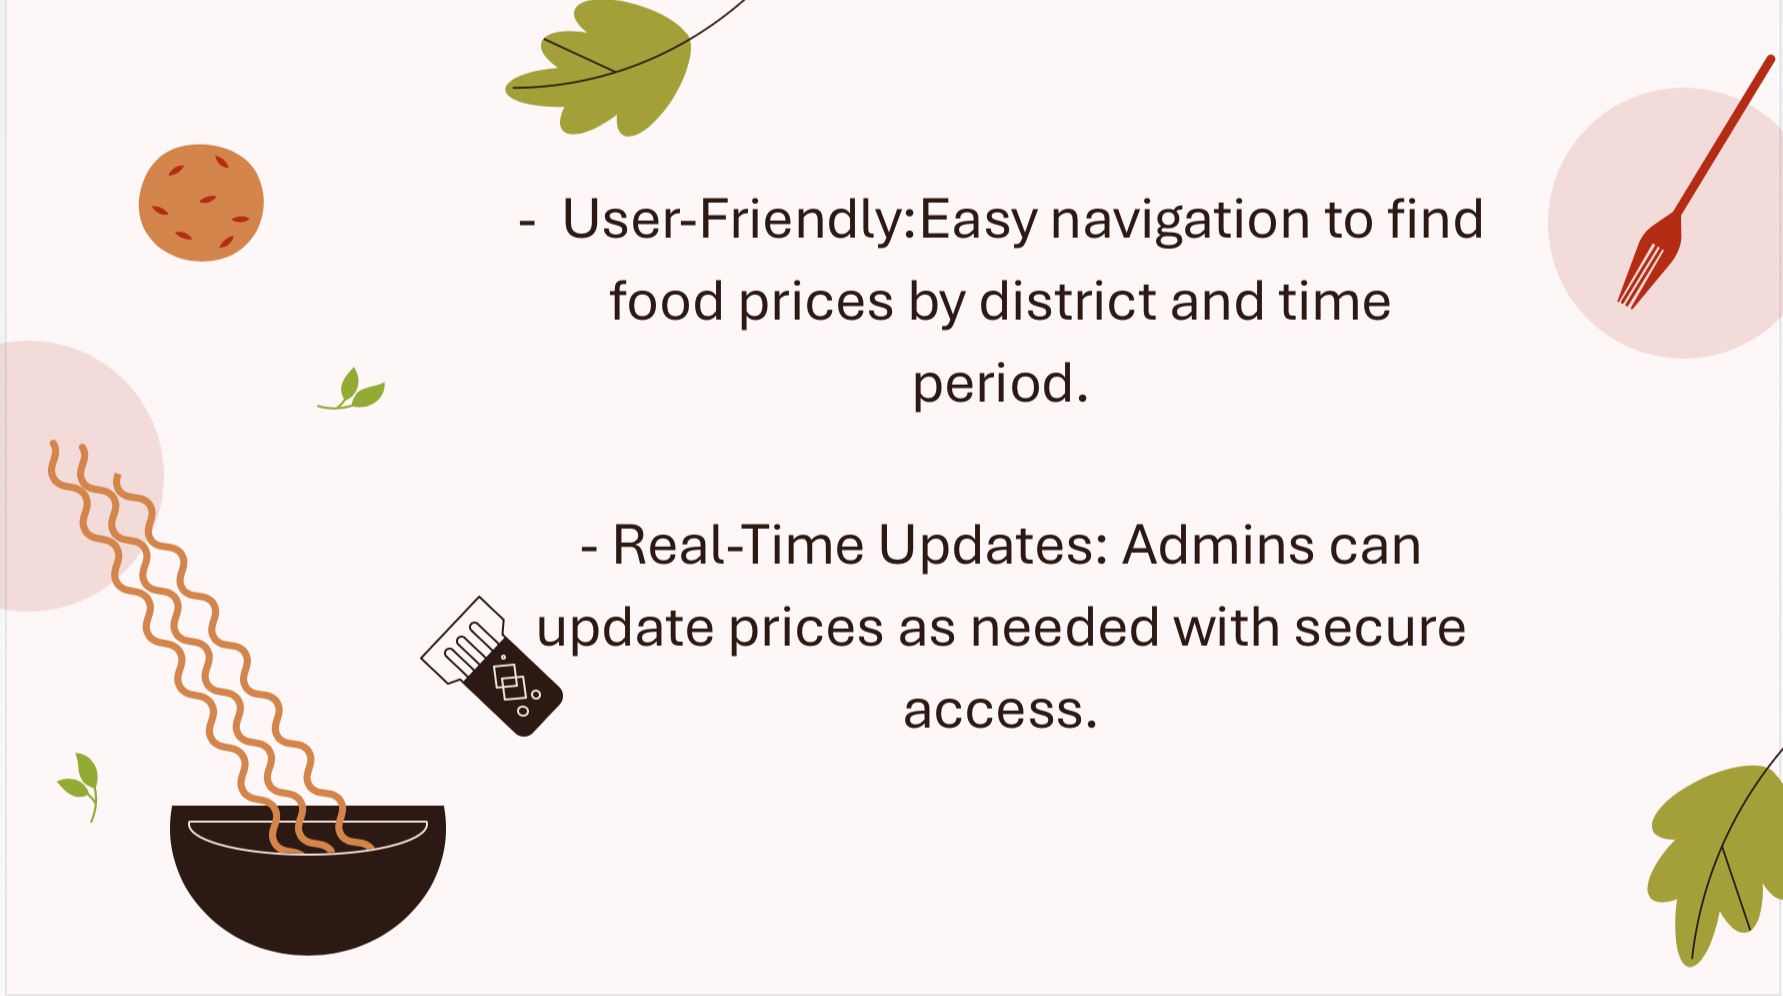 - User-Friendly:Easy navigation to find
food prices by district and time
period.
- Real-Time Updates: Admins can
update prices as needed with secure
access.